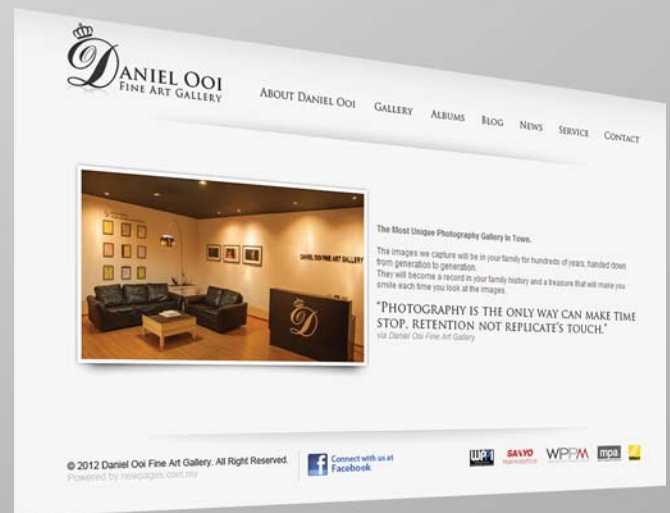 DANIEL OOI
FINE ART GALLERY
ABOUT DANIEL OOI GALLERY ALBUMS BLOG NEWS SERVICE CONTACT
DANIEL OOI FINE ART GALLERY
D
The Most Unique Photography Gallery In Town.
The images we capture will be in your family for hundreds of years, handed down
from generation to generation.
They will become a record in your family history and a treasure that will make you
smile each time you look at the images.
"PHOTOGRAPHY IS THE ONLY WAY CAN MAKE TIME
STOP, RETENTION NOT REPLICATE'S TOUCH."
via Daniel Ooi Fine Art Gallery
© 2012 Daniel Ooi Fine Art Gallery. All Right Reserved.
Powered by newpages.com.my
f Connect with us at
Facebook
SANYO WPPM mpa